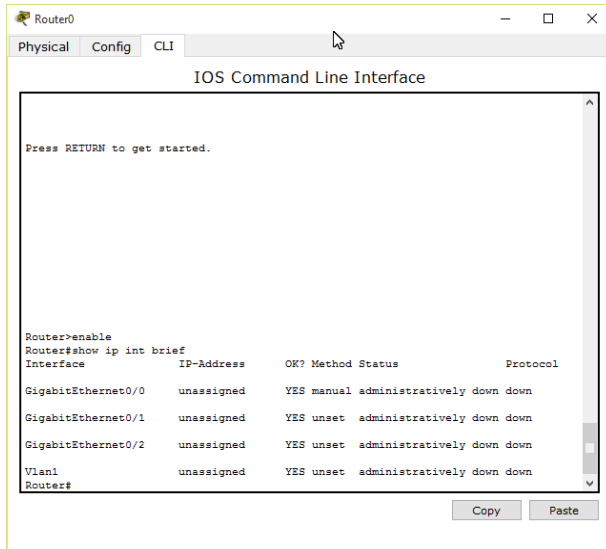 Router0
Physical Config CLI
IOS Command Line Interface
Press RETURN to get started.
Router>enable
Router#show ip int brief
Interface IP-Address OK? Method Status Protocol
GigabitEthernet0/0 unassigned YES manual administratively down down
GigabitEthernet0/1 unassigned YES unset administratively down down
GigabitEthernet0/2 unassigned YES unset administratively down down
Vlan1 unassigned YES unset administratively down down
Router#
Copy Paste